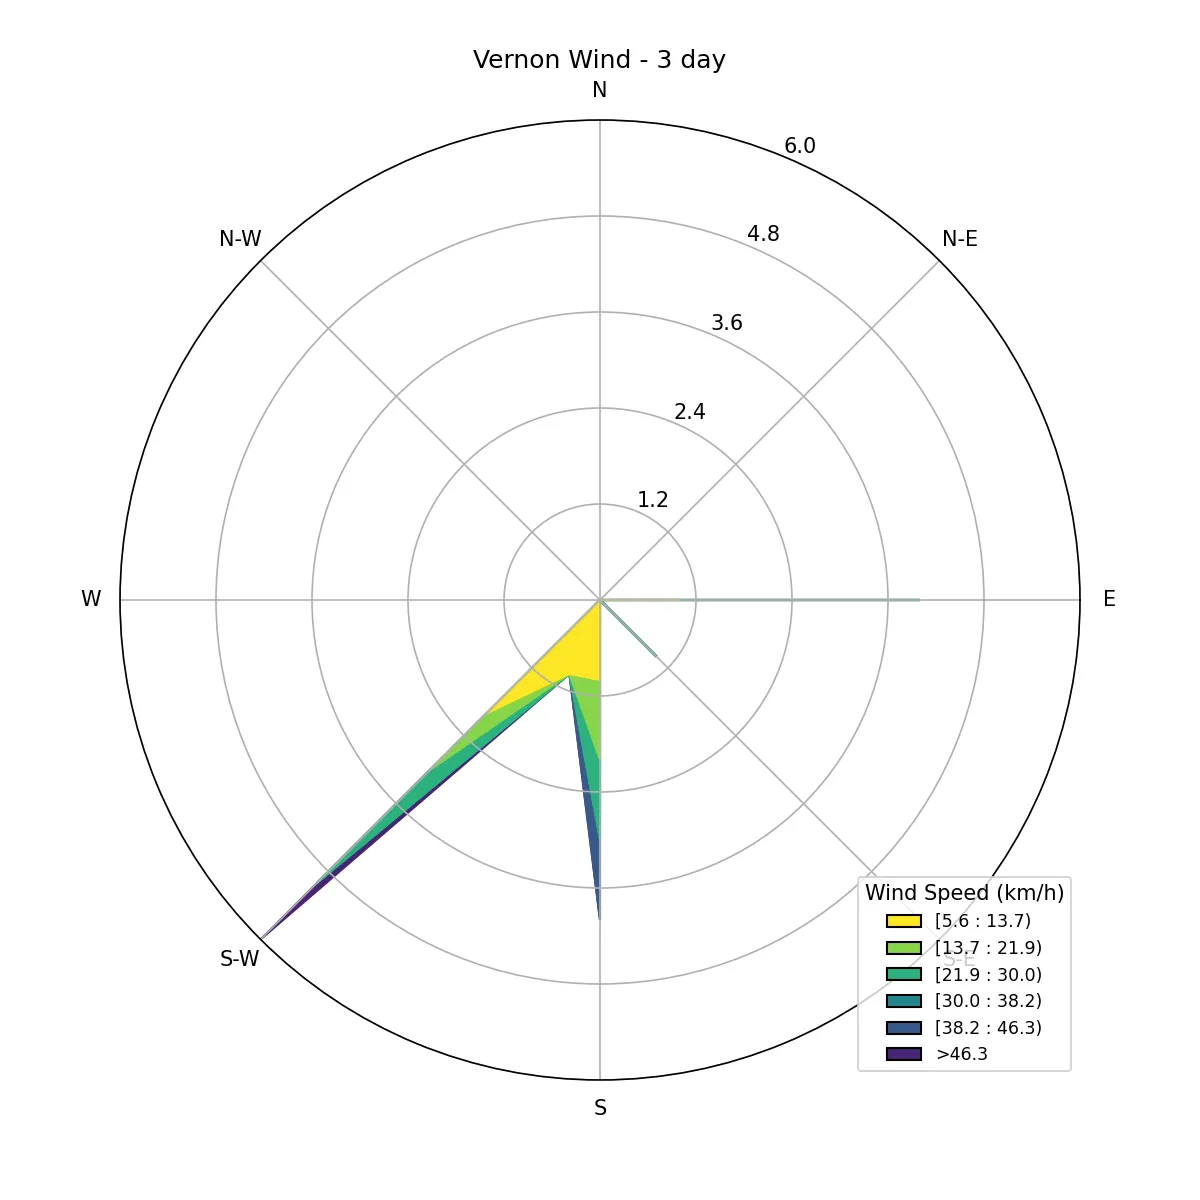 Vernon Wind - 3 day
N
6.0
N-W
4.8
N-E
3.6
2.4
1.2
W
E
S-W
S-E
S
Wind Speed (km/h)
[5.6 : 13.7)
[13.7 : 21.9)
[21.9 : 30.0)
[30.0 : 38.2)
[38.2 : 46.3)
>46.3